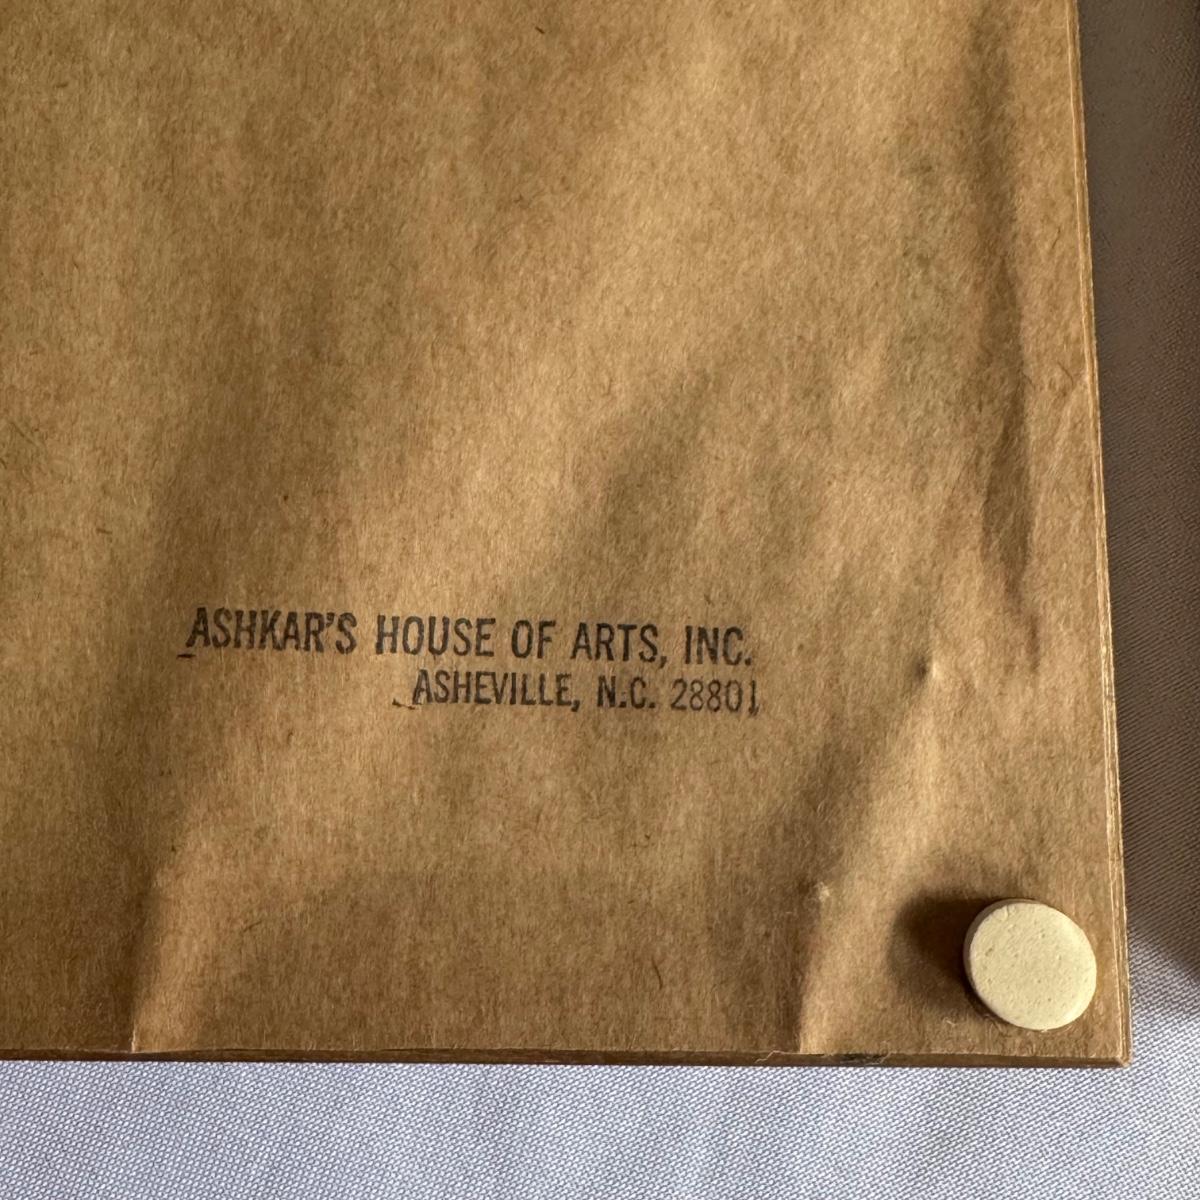 ASHKAR'S HOUSE OF ARTS, INC.
ASHEVILLE, N.C. 28801